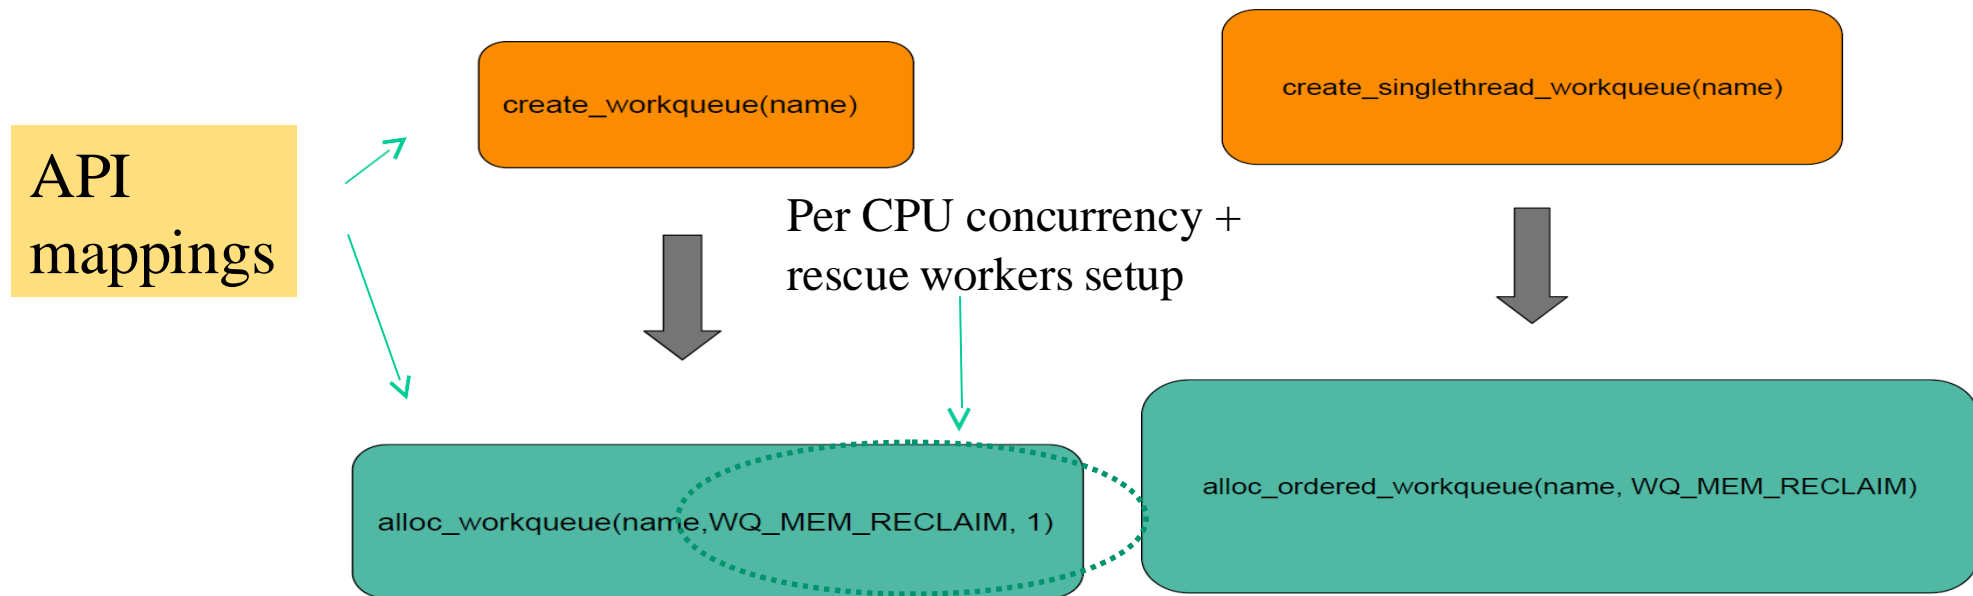 API
mappings
create_workqueue(name)
create_singlethread_workqueue(name)
Per CPU concurrency +
rescue workers setup
alloc_workqueue(name,WQ_MEM_RECLAIM, 1)
alloc_ordered_workqueue(name, WQ_MEM_RECLAIM)